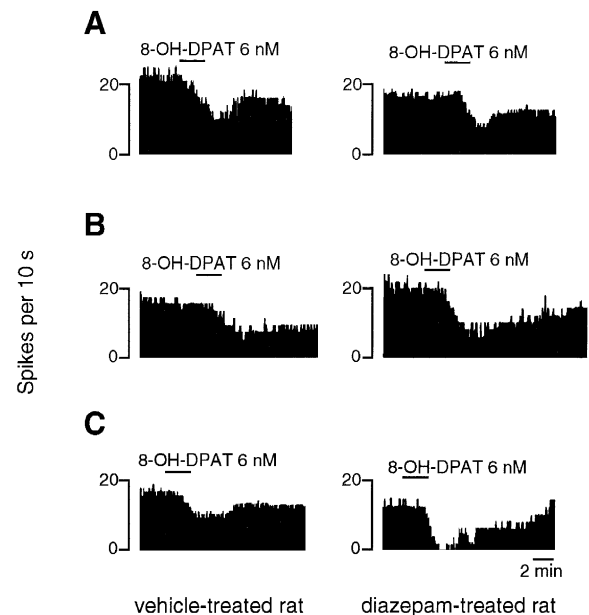 A
8-OH-DPAT 6 nM
8-OH-DPAT 6 nM
20
0
20
0
B
8-OH-DPAT 6 nM
8-OH-DPAT 6 nM
20
0
20
0
Spikes per 10 s
C
8-OH-DPAT 6 nM
8-OH-DPAT 6 nM
20
0
20
0
2 min
vehicle-treated rat
diazepam-treated rat